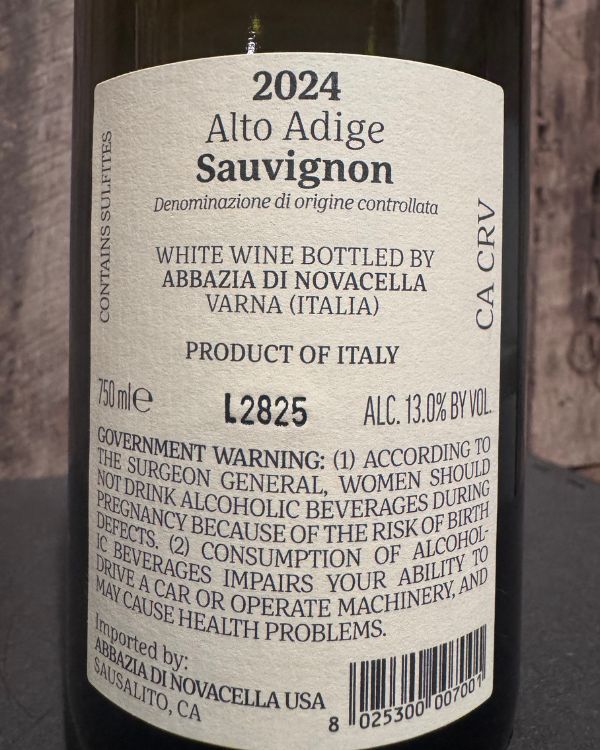 2024
Alto Adige
Sauvignon
Denominazione di origine controllata
CONTAINS SULFITES
CA CRV
WHITE WINE BOTTLED BY
ABBAZIA DI NOVACELLA
VARNA (ITALIA)
PRODUCT OF ITALY
750 ml e
L2825
ALC. 13.0% BY VOL.
GOVERNMENT WARNING: (1) ACCORDING TO
THE SURGEON GENERAL, WOMEN SHOULD
NOT DRINK ALCOHOLIC BEVERAGES DURING
PREGNANCY BECAUSE OF THE RISK OF BIRTH
DEFECTS. (2) CONSUMPTION OF ALCOHOL-
IC BEVERAGES IMPAIRS YOUR ABILITY TO
DRIVE A CAR OR OPERATE MACHINERY, AND
MAY CAUSE HEALTH PROBLEMS.
Imported by:
ABBAZIA DI NOVACELLA USA
SAUSALITO, CA
8 025300 007001